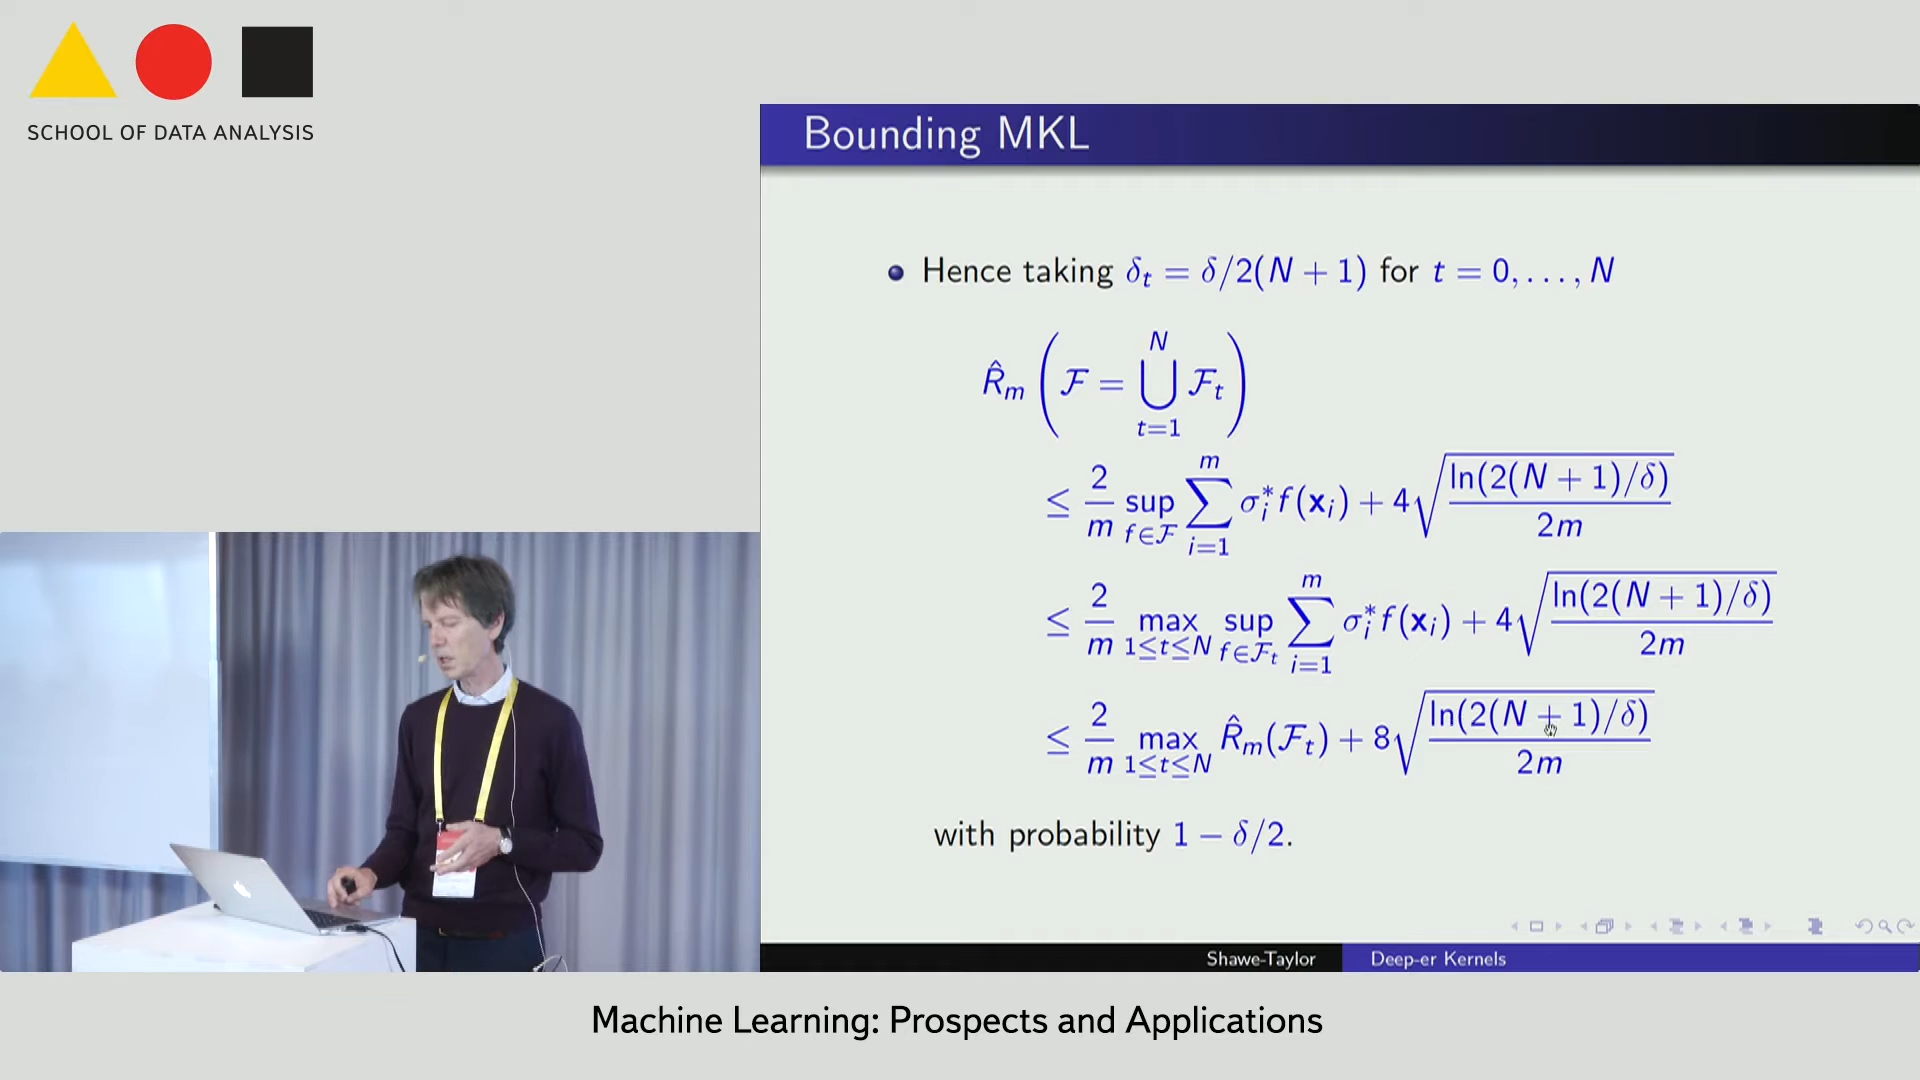 SCHOOL OF DATA ANALYSIS
Bounding MKL
Hence taking δ_t = δ/2(N + 1) for t = 0, . . . , N
R̂_m ( F = ⋃_{t=1}^{N} F_t )
≤ 2/m sup_{f∈F} ∑_{i=1}^{m} σ_i^* f(x_i) + 4√(ln(2(N + 1)/δ) / 2m)
≤ 2/m max_{1≤t≤N} sup_{f∈F_t} ∑_{i=1}^{m} σ_i^* f(x_i) + 4√(ln(2(N + 1)/δ) / 2m)
≤ 2/m max_{1≤t≤N} R̂_m(F_t) + 8√(ln(2(N + 1)/δ) / 2m)
with probability 1 − δ/2.
Shawe-Taylor Deep-er Kernels
Machine Learning: Prospects and Applications